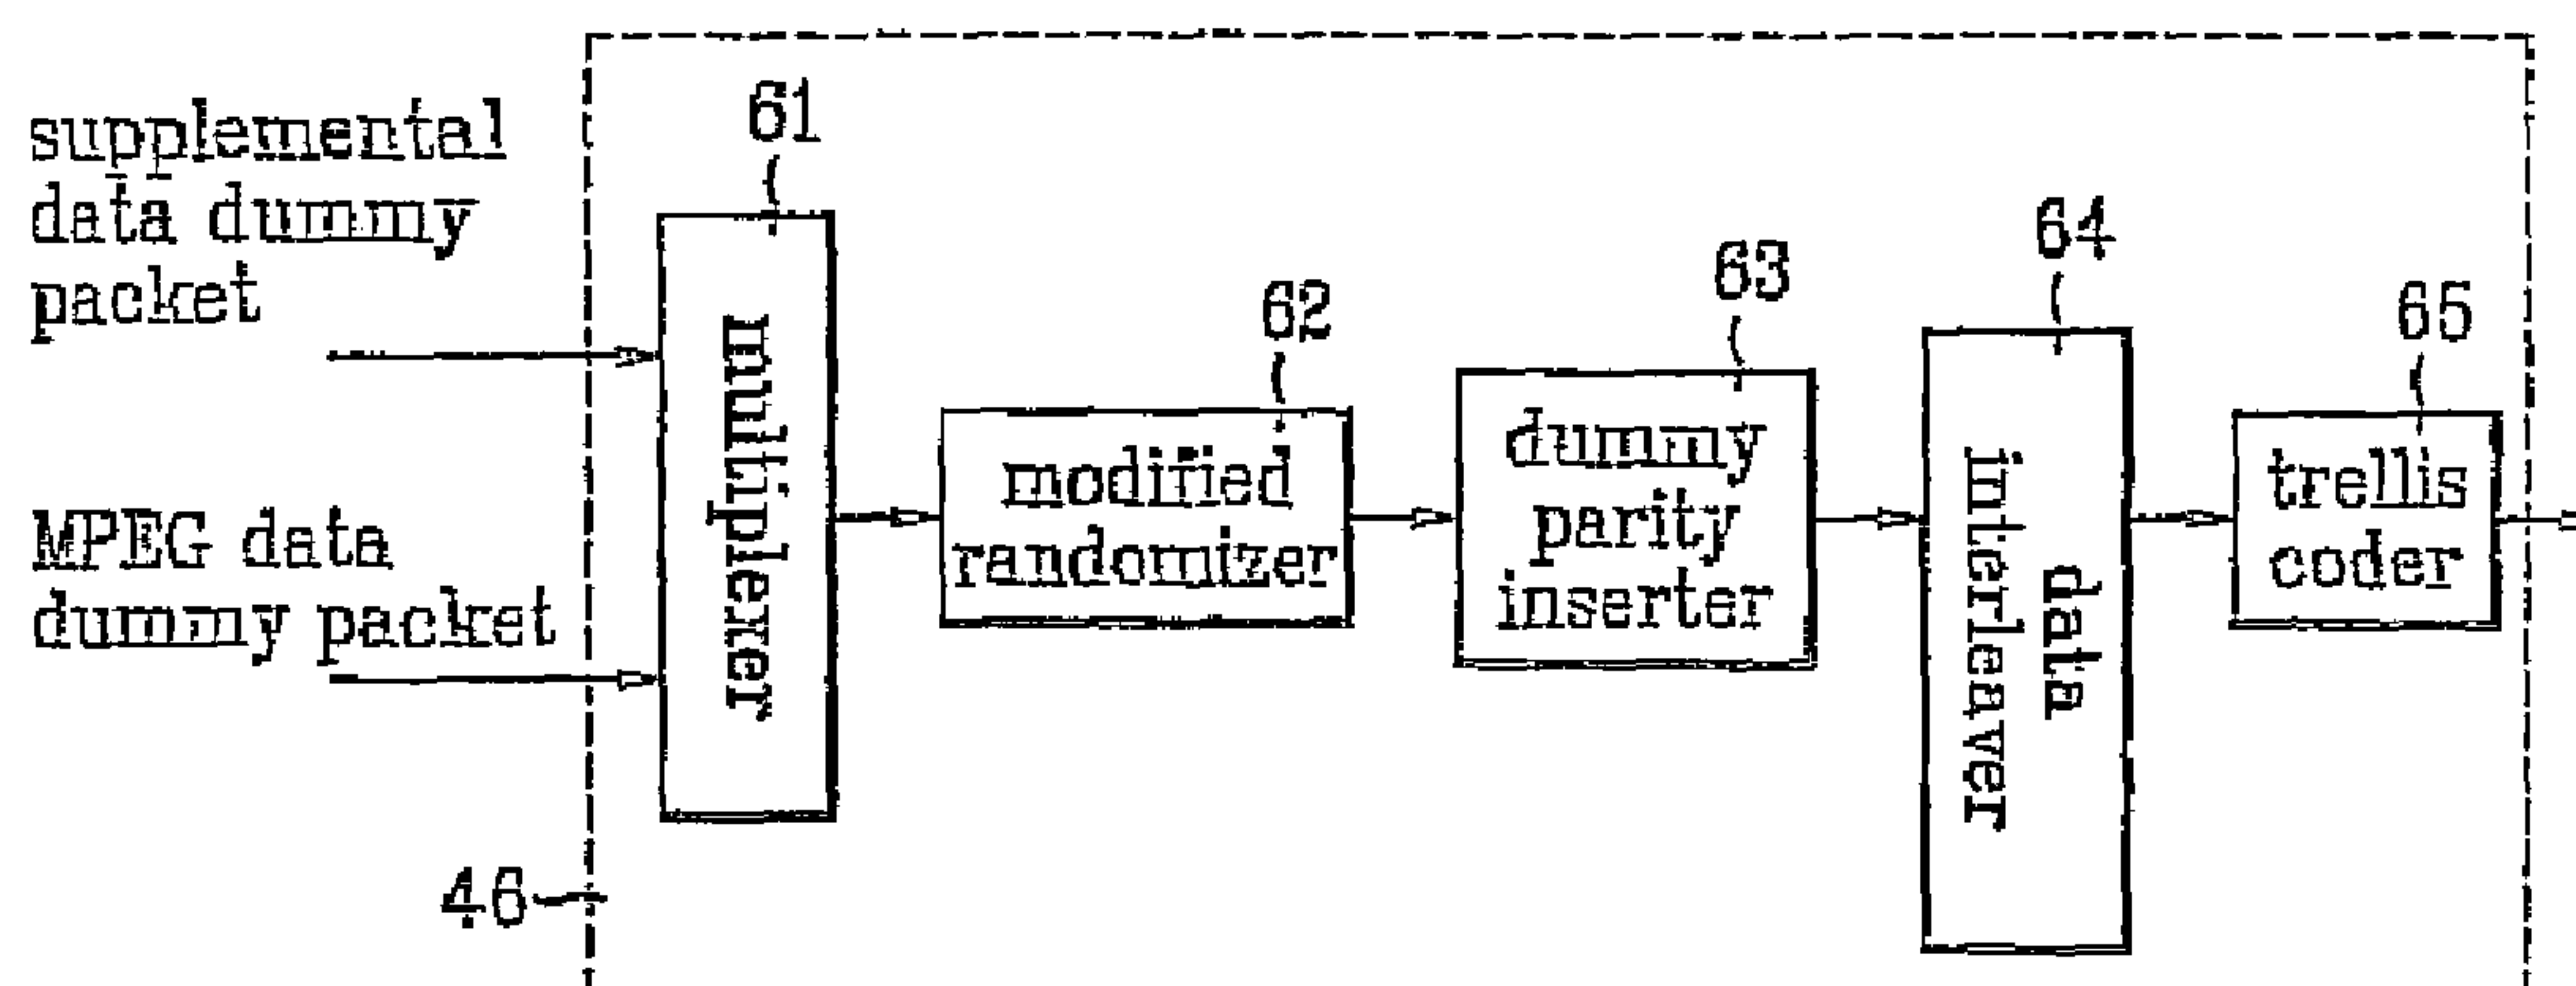 supplemental
data dummy
packet
MPEG data
dummy packet
46
61
multiplexer
62
modified
randomizer
63
dummy
parity
inserter
64
data
interleaver
65
trellis
coder